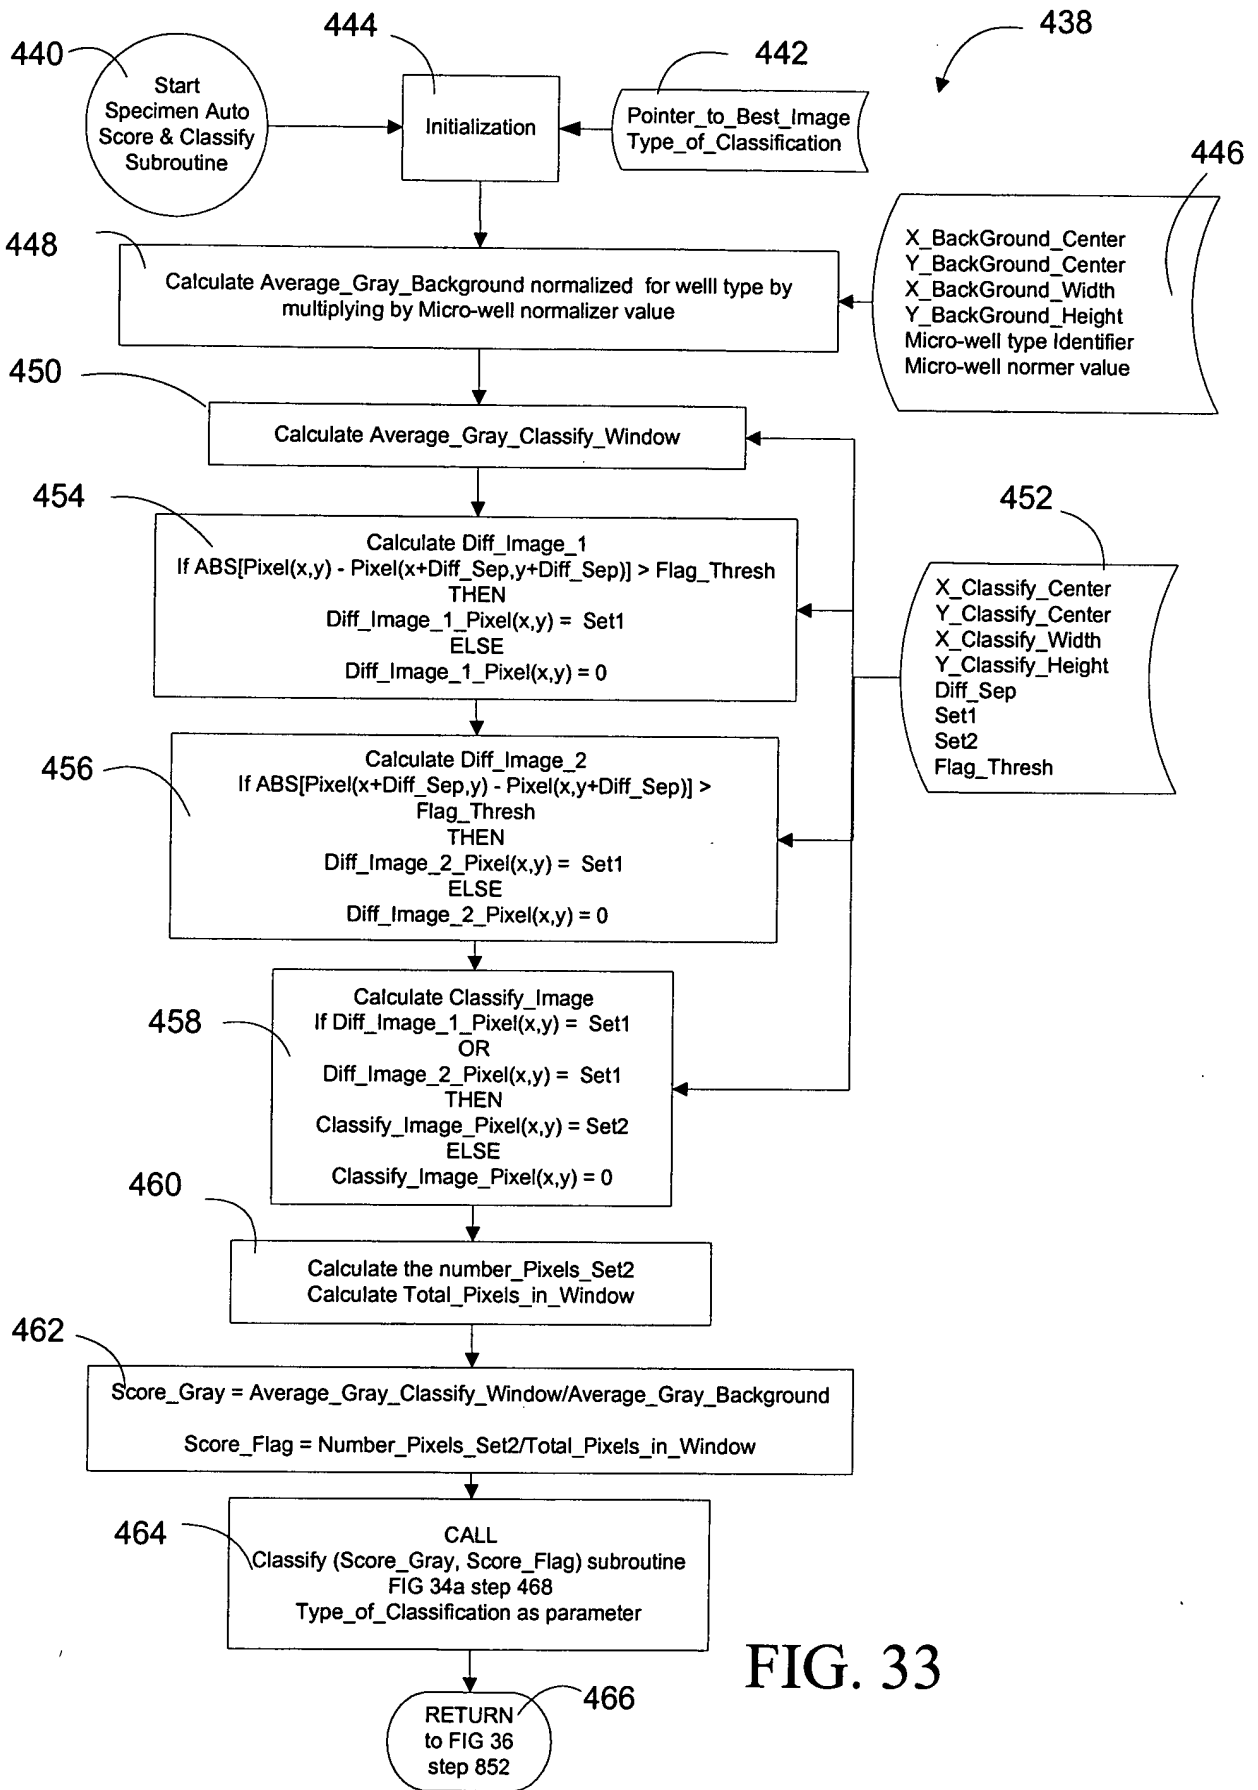 438
440
444
442
Start
Specimen Auto
Score & Classify
Subroutine
Initialization
Pointer_to_Best_Image
Type_of_Classification
446
448
Calculate Average_Gray_Background normalized for welll type by
multiplying by Micro-well normalizer value
X_BackGround_Center
Y_BackGround_Center
X_BackGround_Width
Y_BackGround_Height
Micro-well type Identifier
Micro-well normer value
450
Calculate Average_Gray_Classify_Window
454
Calculate Diff_Image_1
If ABS[Pixel(x,y) - Pixel(x+Diff_Sep,y+Diff_Sep)] > Flag_Thresh
THEN
Diff_Image_1_Pixel(x,y) = Set1
ELSE
Diff_Image_1_Pixel(x,y) = 0
452
X_Classify_Center
Y_Classify_Center
X_Classify_Width
Y_Classify_Height
Diff_Sep
Set1
Set2
Flag_Thresh
456
Calculate Diff_Image_2
If ABS[Pixel(x+Diff_Sep,y) - Pixel(x,y+Diff_Sep)] >
Flag_Thresh
THEN
Diff_Image_2_Pixel(x,y) = Set1
ELSE
Diff_Image_2_Pixel(x,y) = 0
458
Calculate Classify_Image
If Diff_Image_1_Pixel(x,y) = Set1
OR
Diff_Image_2_Pixel(x,y) = Set1
THEN
Classify_Image_Pixel(x,y) = Set2
ELSE
Classify_Image_Pixel(x,y) = 0
460
Calculate the number_Pixels_Set2
Calculate Total_Pixels_in_Window
462
Score_Gray = Average_Gray_Classify_Window/Average_Gray_Background
Score_Flag = Number_Pixels_Set2/Total_Pixels_in_Window
464
CALL
Classify (Score_Gray, Score_Flag) subroutine
FIG 34a step 468
Type_of_Classification as parameter
466
RETURN
to FIG 36
step 852
FIG. 33